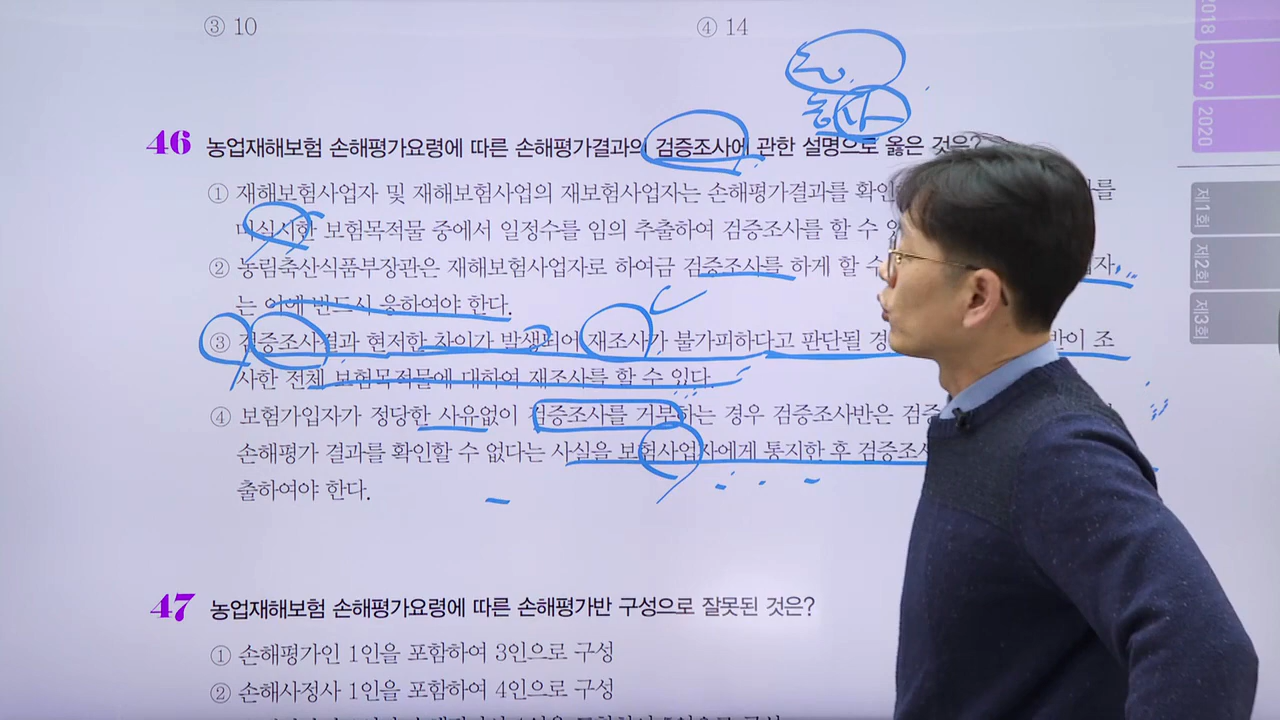 ③ 10
④ 14
2018
2019
2020
농
농사
46 농업재해보험 손해평가요령에 따른 손해평가결과의 검증조사에 관한 설명으로 옳은 것은?
① 재해보험사업자 및 재해보험사업의 재보험사업자는 손해평가결과를 확인 를
미실시한 보험목적물 중에서 일정수를 임의 추출하여 검증조사를 할 수
② 농림축산식품부장관은 재해보험사업자로 하여금 검증조사를 하게 할 수 자
는 이에 반드시 응하여야 한다.
③ 검증조사결과 현저한 차이가 발생되어 재조사가 불가피하다고 판단될 경 반이 조
사한 전체 보험목적물에 대하여 재조사를 할 수 있다.
④ 보험가입자가 정당한 사유없이 검증조사를 거부하는 경우 검증조사반은 검증
손해평가 결과를 확인할 수 없다는 사실을 보험사업자에게 통지한 후 검증조사
출하여야 한다.
제1회
제2회
제3회
47 농업재해보험 손해평가요령에 따른 손해평가반 구성으로 잘못된 것은?
① 손해평가인 1인을 포함하여 3인으로 구성
② 손해사정사 1인을 포함하여 4인으로 구성